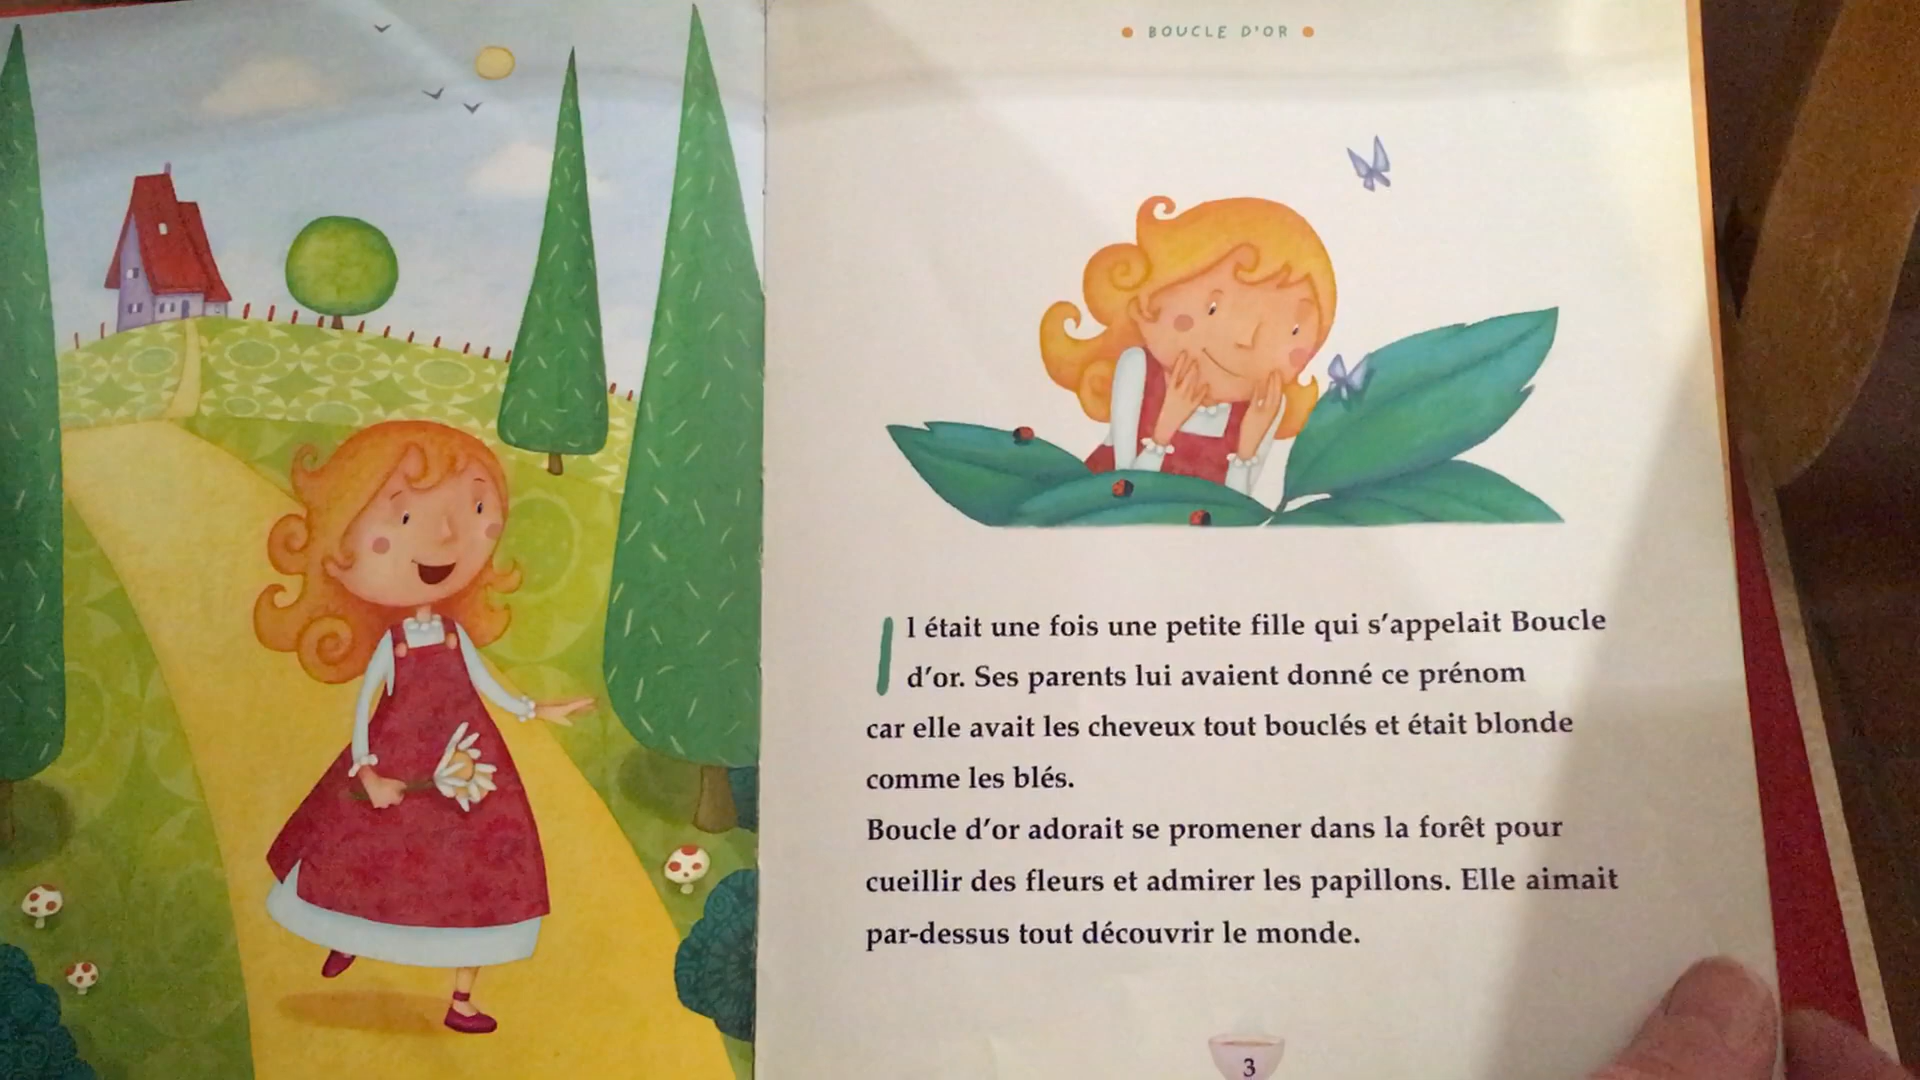 BOUCLE D'OR
Il était une fois une petite fille qui s'appelait Boucle
d'or. Ses parents lui avaient donné ce prénom
car elle avait les cheveux tout bouclés et était blonde
comme les blés.
Boucle d'or adorait se promener dans la forêt pour
cueillir des fleurs et admirer les papillons. Elle aimait
par-dessus tout découvrir le monde.
3